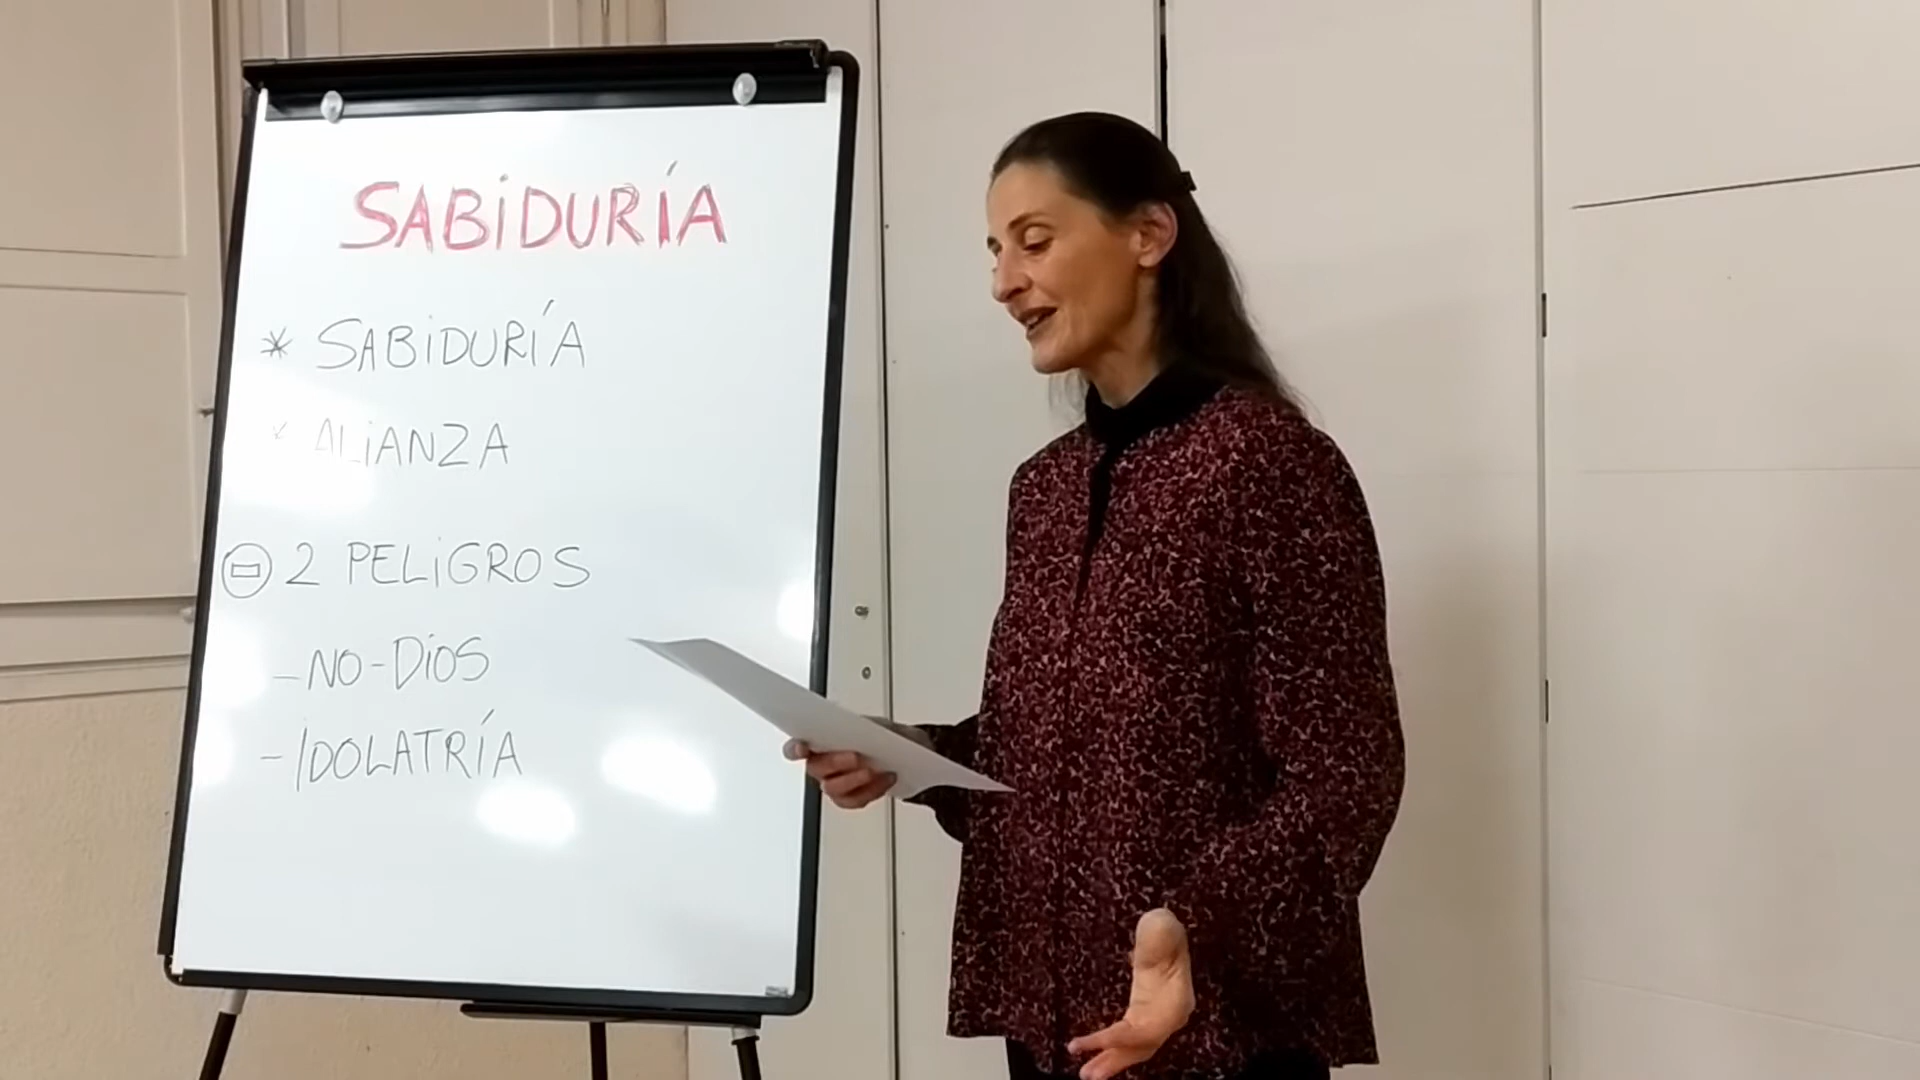 SABiDURÍA
* SABiDURÍA
* ALiANZA
⊖ 2 PELiGROS
- NO-DiOS
- IDOLATRÍA